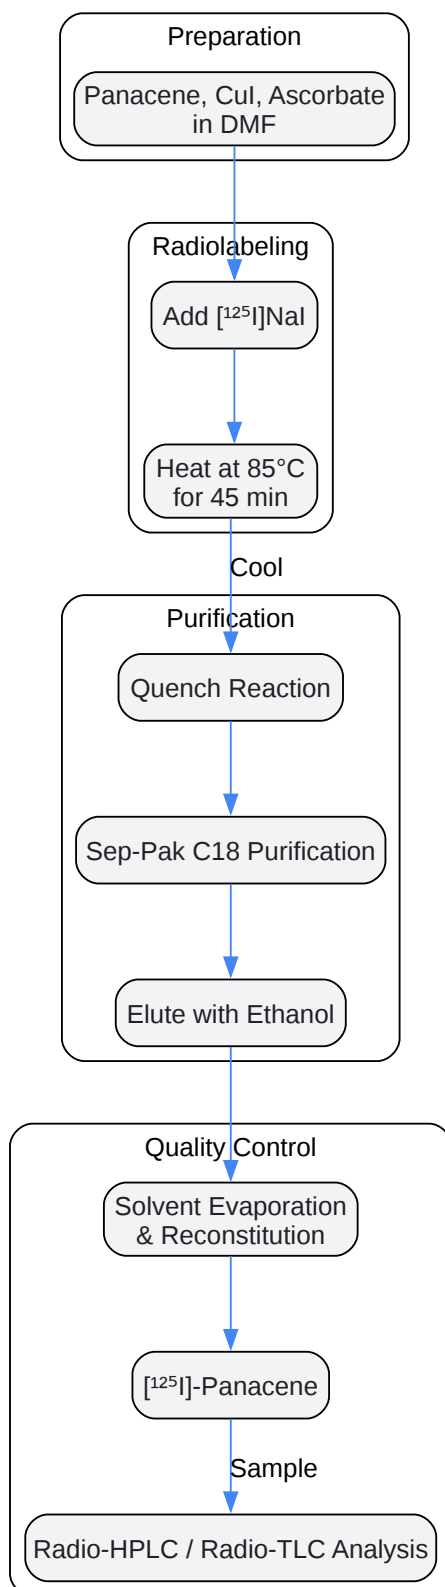 Preparation
Panacene, CuI, Ascorbate
in DMF
Radiolabeling
Add [¹²⁵I]NaI
Heat at 85°C
for 45 min
Cool
Purification
Quench Reaction
Sep-Pak C18 Purification
Elute with Ethanol
Quality Control
Solvent Evaporation
& Reconstitution
[¹²⁵I]-Panacene
Sample
Radio-HPLC / Radio-TLC Analysis